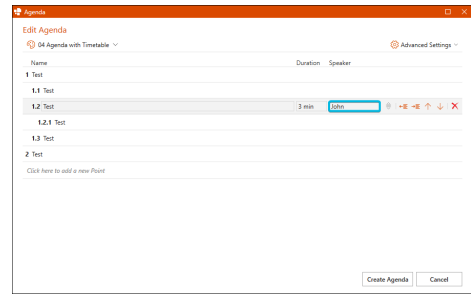 Agenda
Edit Agenda
04 Agenda with Timetable
Advanced Settings
Name Duration Speaker
1 Test
1.1 Test
1.2 Test 3 min John
1.2.1 Test
1.3 Test
2 Test
Click here to add a new Point
Create Agenda Cancel